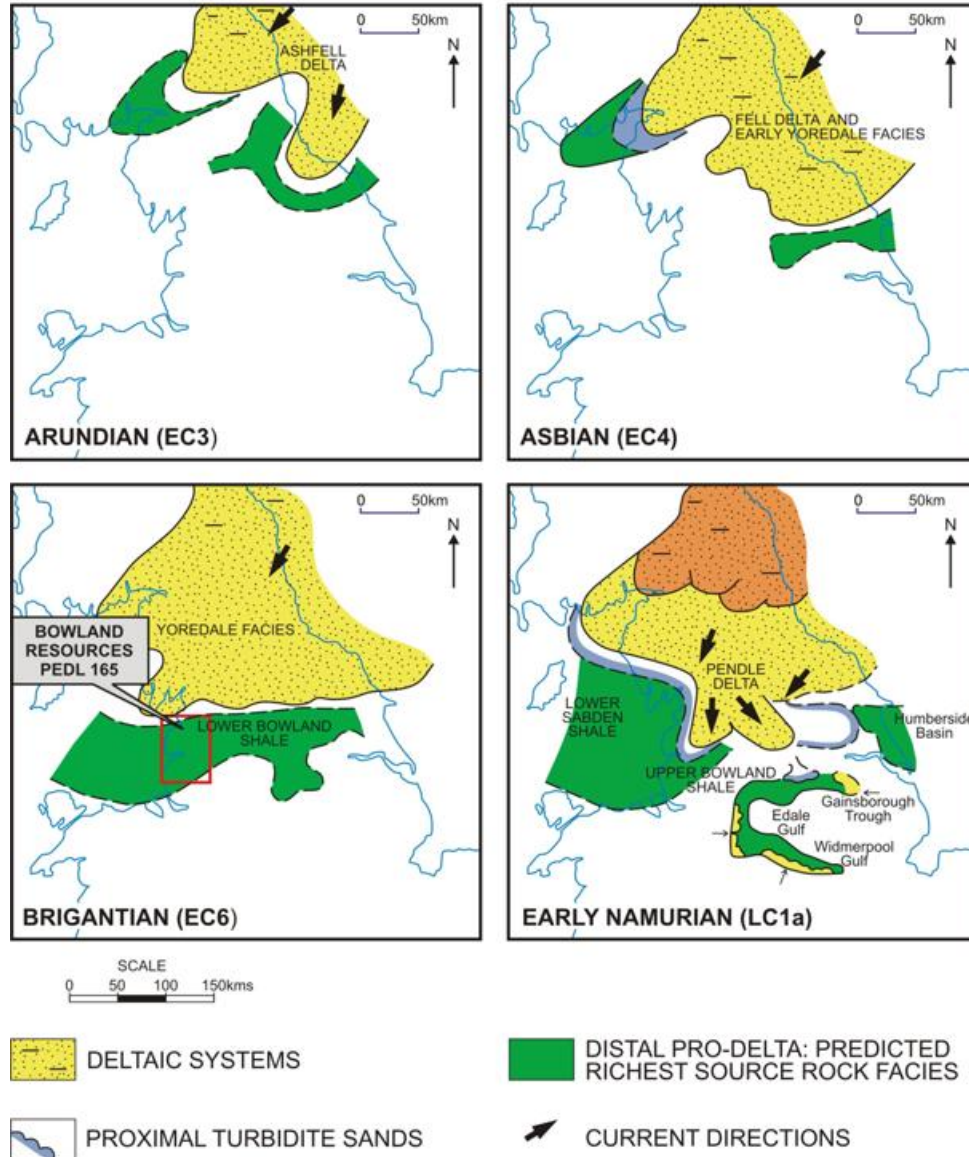 0 50km
N
ASHFELL
DELTA
ARUNDIAN (EC3)
0 50km
N
FELL DELTA AND
EARLY YOREDALE FACIES
ASBIAN (EC4)
0 50km
N
YOREDALE FACIES
BOWLAND
RESOURCES
PEDL 165
LOWER BOWLAND
SHALE
BRIGANTIAN (EC6)
0 50km
N
PENDLE
DELTA
LOWER
SABDEN
SHALE
Humberside
Basin
UPPER BOWLAND
SHALE
Gainsborough
Trough
Edale
Gulf
Widmerpool
Gulf
EARLY NAMURIAN (LC1a)
SCALE
0 50 100 150kms
DELTAIC SYSTEMS
DISTAL PRO-DELTA: PREDICTED
RICHEST SOURCE ROCK FACIES
PROXIMAL TURBIDITE SANDS
CURRENT DIRECTIONS